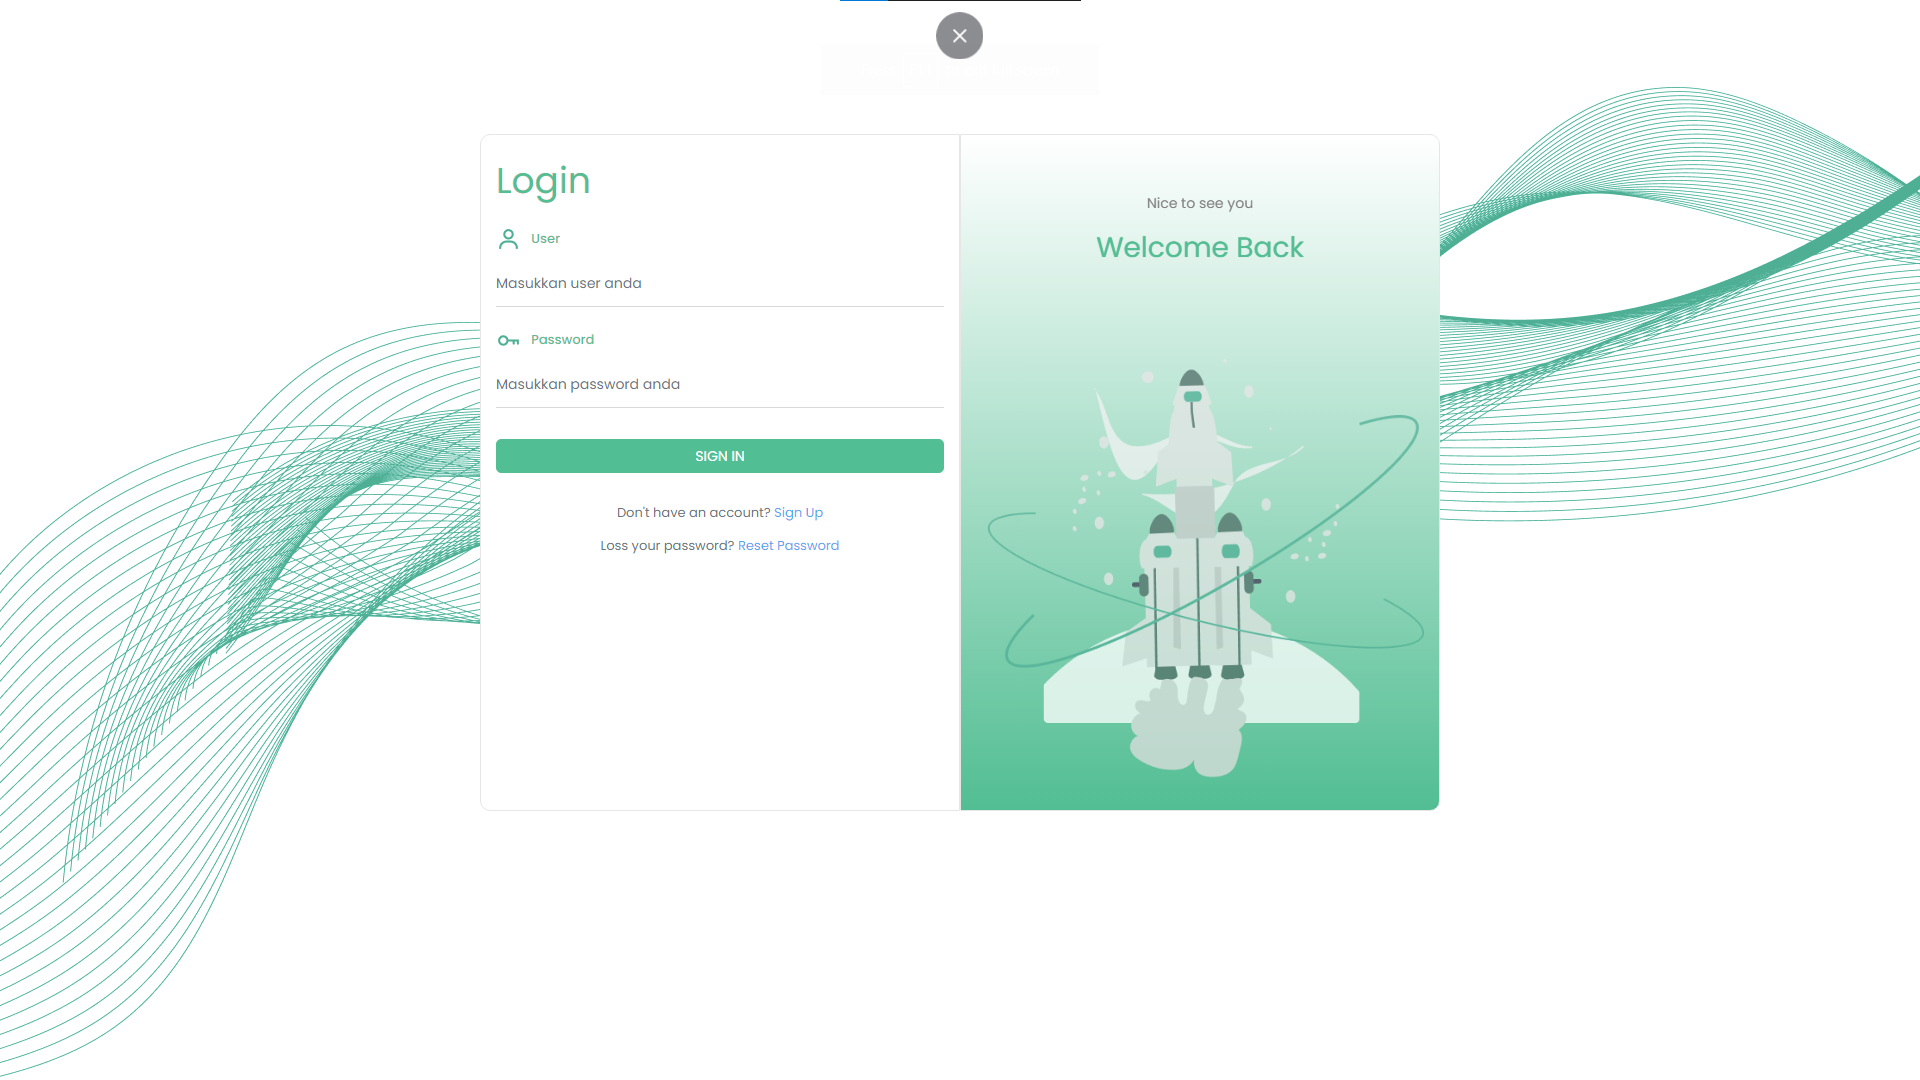 Login
User
Masukkan user anda
Password
Masukkan password anda
SIGN IN
Don't have an account? Sign Up
Loss your password? Reset Password
Nice to see you
Welcome Back